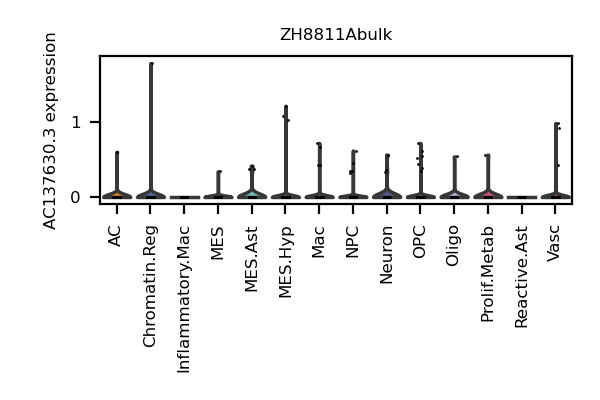 ZH8811Abulk
AC137630.3 expression
1
0
AC
Chromatin.Reg
Inflammatory.Mac
MES
MES.Ast
MES.Hyp
Mac
NPC
Neuron
OPC
Oligo
Prolif.Metab
Reactive.Ast
Vasc